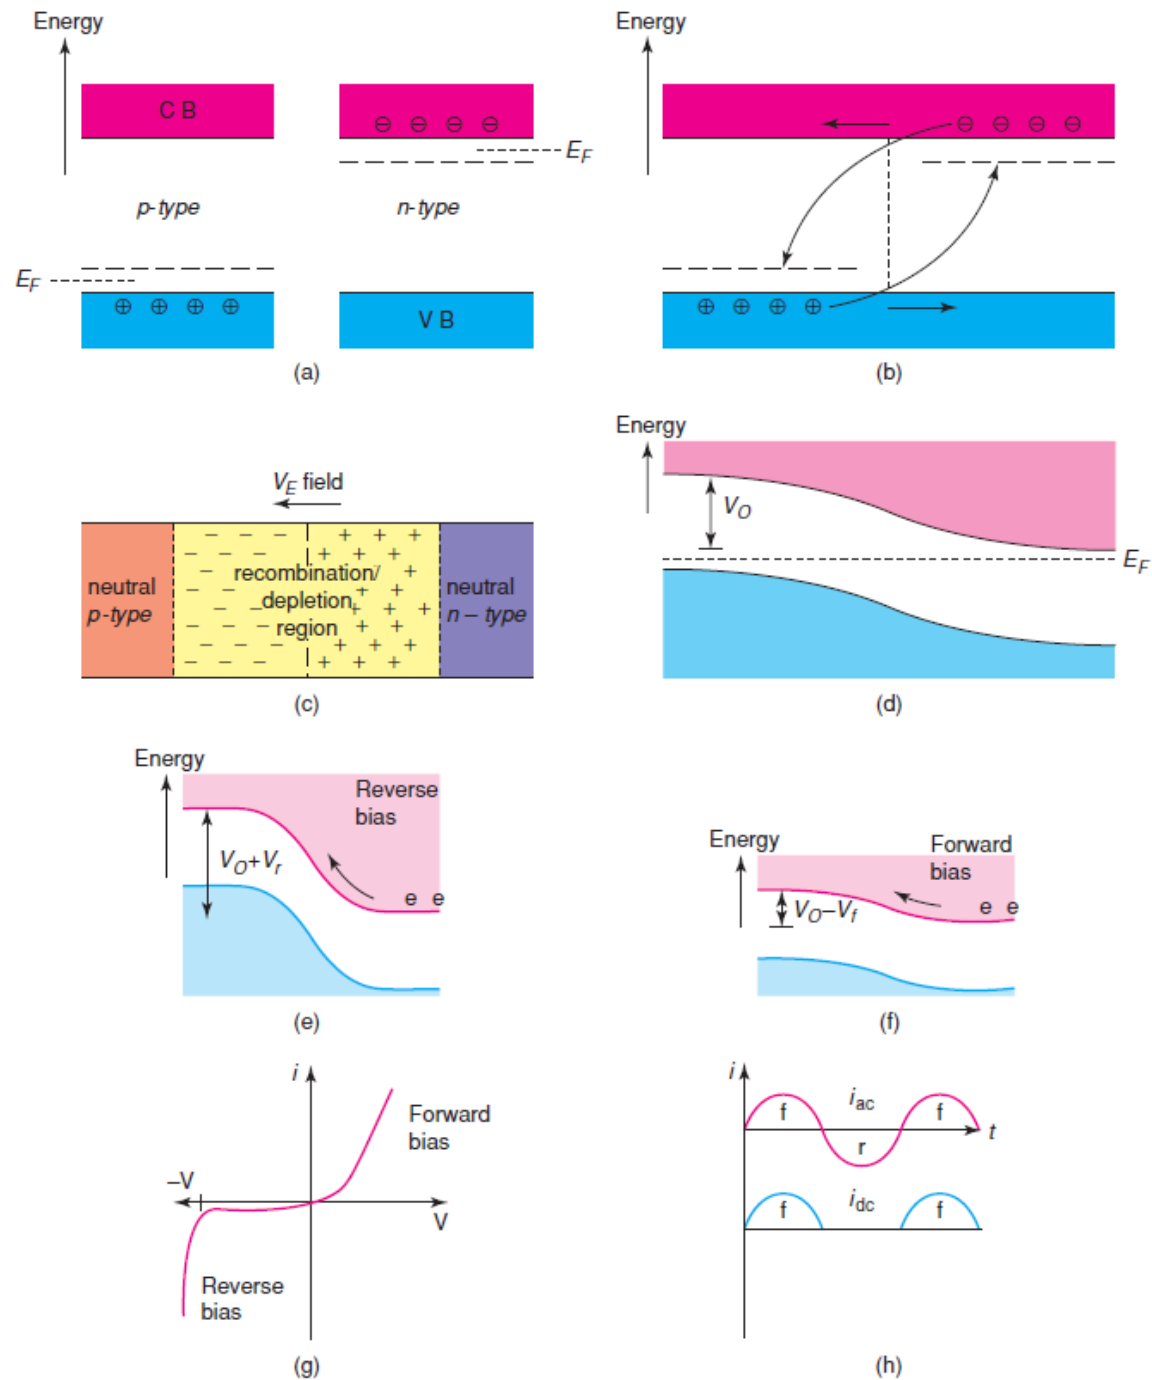 Energy
C B
E_F
p-type
n-type
E_F
V B
(a)
Energy
(b)
V_E field
neutral
p-type
recombination/
depletion
region
neutral
n – type
(c)
Energy
V_O
E_F
(d)
Energy
Reverse
bias
V_O+V_r
e e
(e)
Energy
Forward
bias
V_O–V_f
e e
(f)
i
Forward
bias
–V
V
Reverse
bias
(g)
i
f
i_ac
f
t
r
f
i_dc
f
(h)